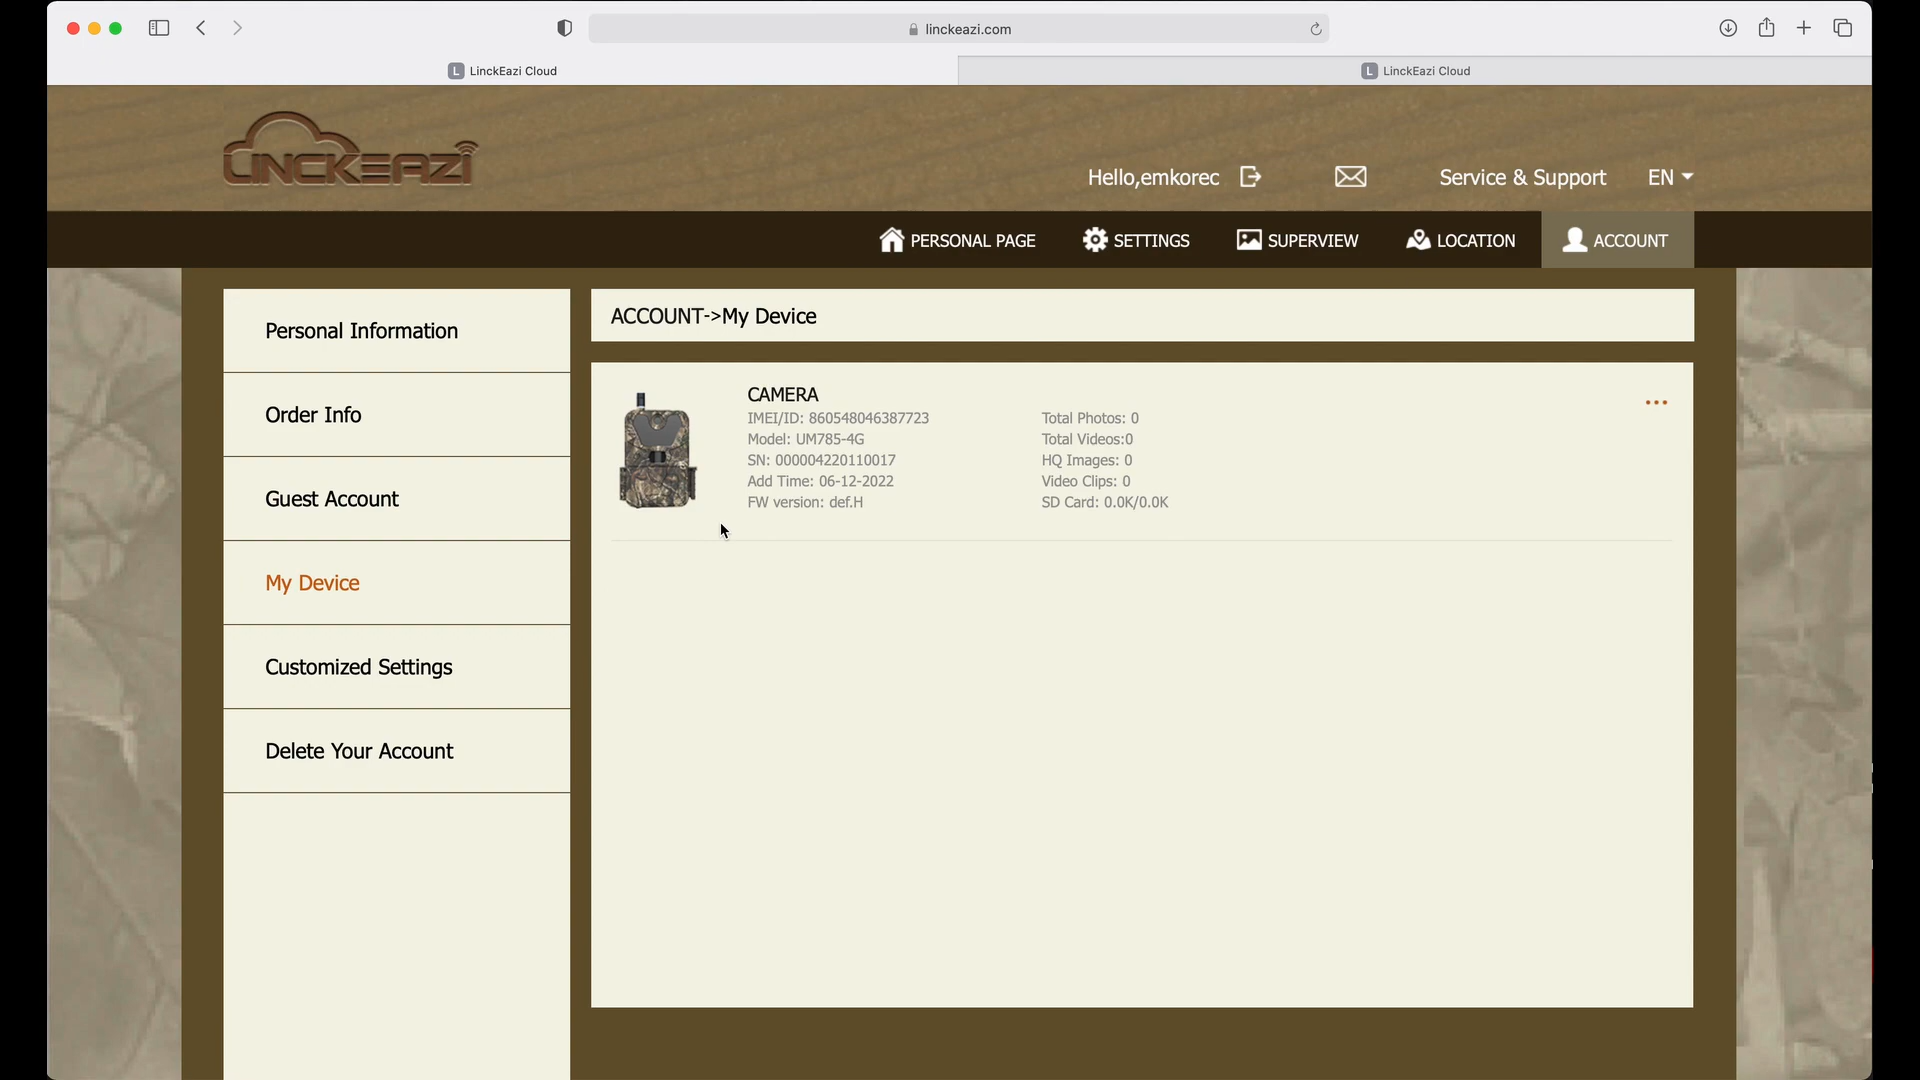 linckeazi.com
L LinckEazi Cloud
L LinckEazi Cloud
LINCKEAZI
Hello,emkorec
Service & Support
EN
PERSONAL PAGE
SETTINGS
SUPERVIEW
LOCATION
ACCOUNT
Personal Information
Order Info
Guest Account
My Device
Customized Settings
Delete Your Account
ACCOUNT->My Device
CAMERA
IMEI/ID: 860548046387723
Model: UM785-4G
SN: 000004220110017
Add Time: 06-12-2022
FW version: def.H
Total Photos: 0
Total Videos:0
HQ Images: 0
Video Clips: 0
SD Card: 0.0K/0.0K